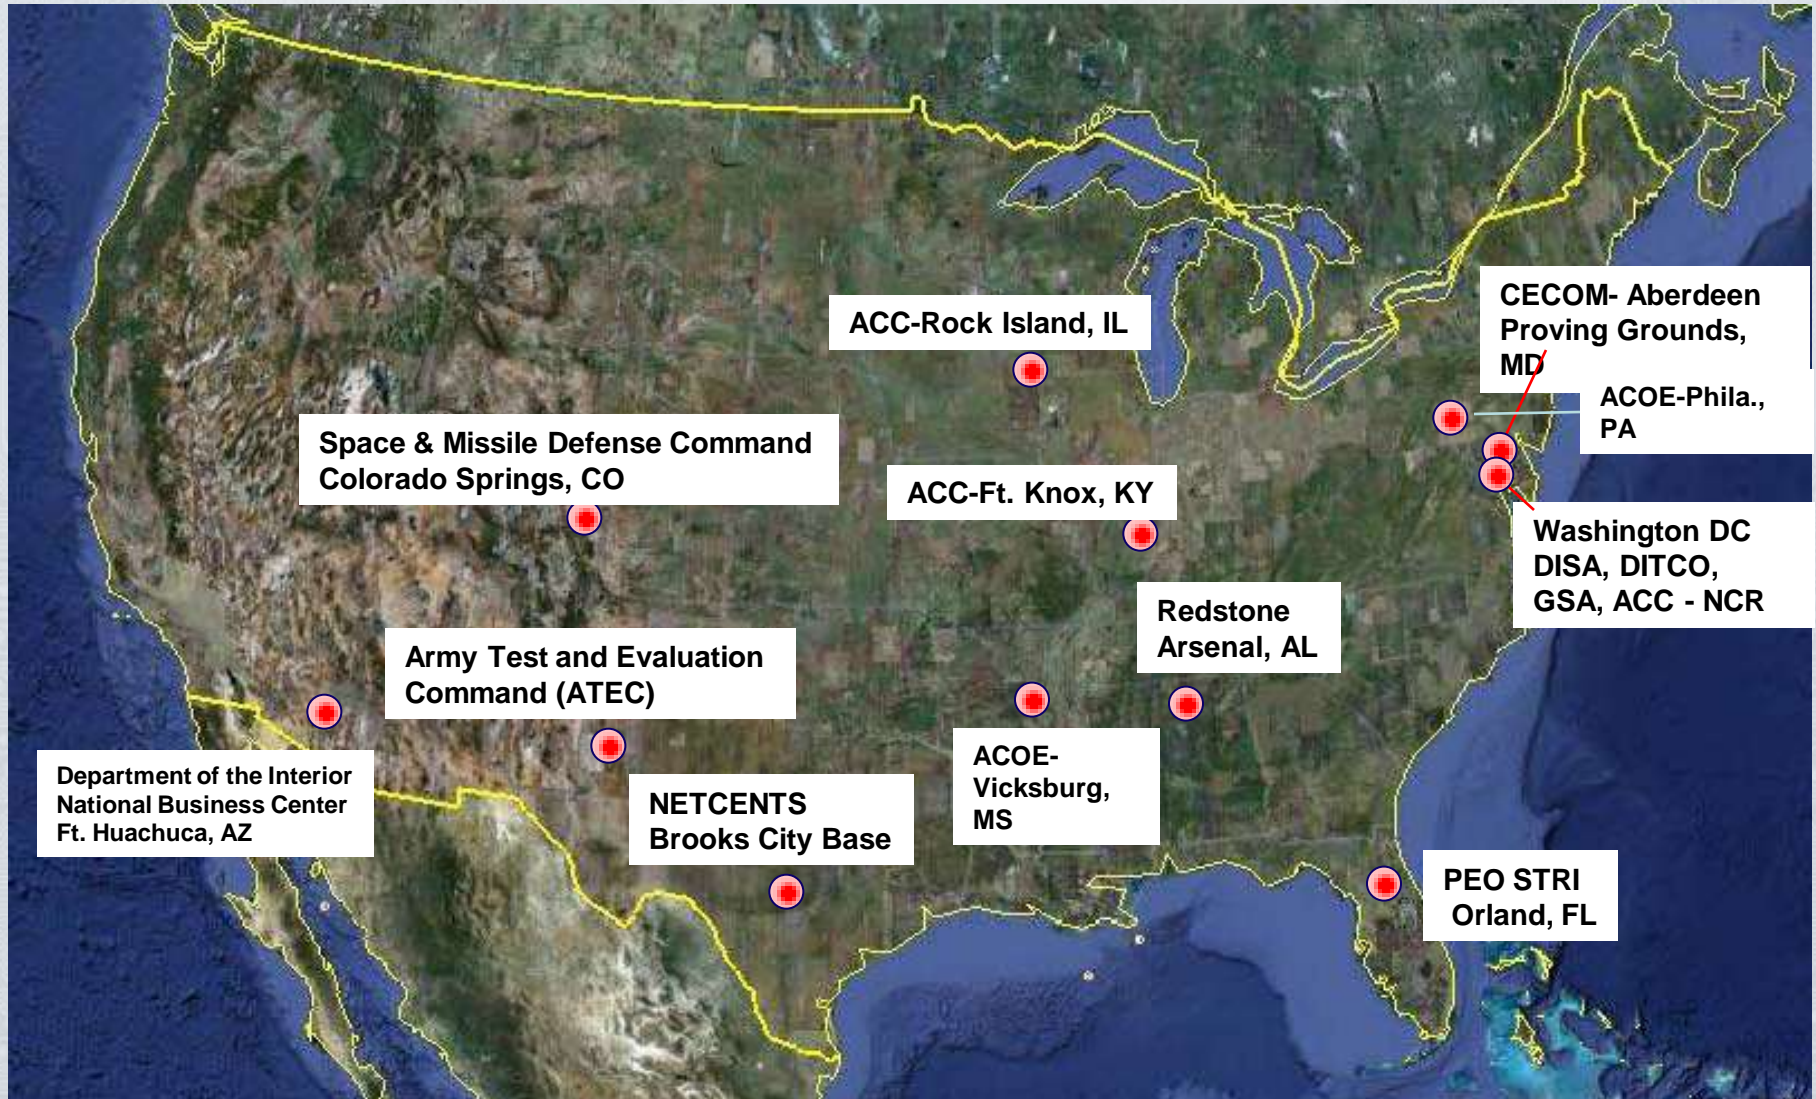 ACC-Rock Island, IL
CECOM- Aberdeen
Proving Grounds,
MD
ACOE-Phila.,
PA
Space & Missile Defense Command
Colorado Springs, CO
ACC-Ft. Knox, KY
Washington DC
DISA, DITCO,
GSA, ACC - NCR
Redstone
Arsenal, AL
Army Test and Evaluation
Command (ATEC)
Department of the Interior
National Business Center
Ft. Huachuca, AZ
NETCENTS
Brooks City Base
ACOE-
Vicksburg,
MS
PEO STRI
Orland, FL